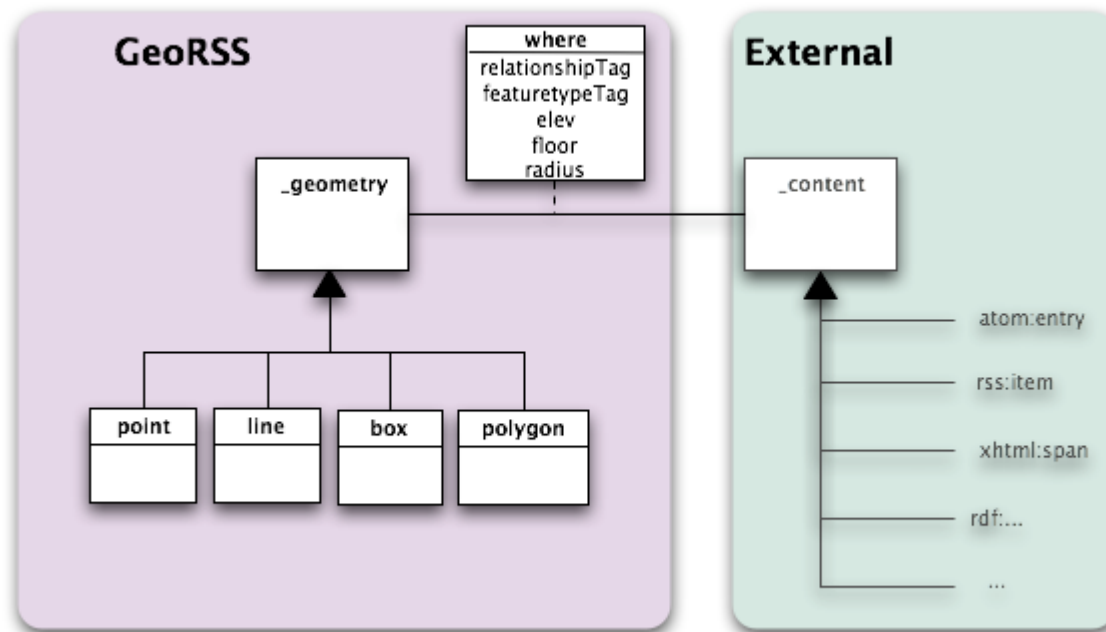 GeoRSS
where
relationshipTag
featuretypeTag
elev
floor
radius
External
_geometry
_content
point
line
box
polygon
atom:entry
rss:item
xhtml:span
rdf:...
...